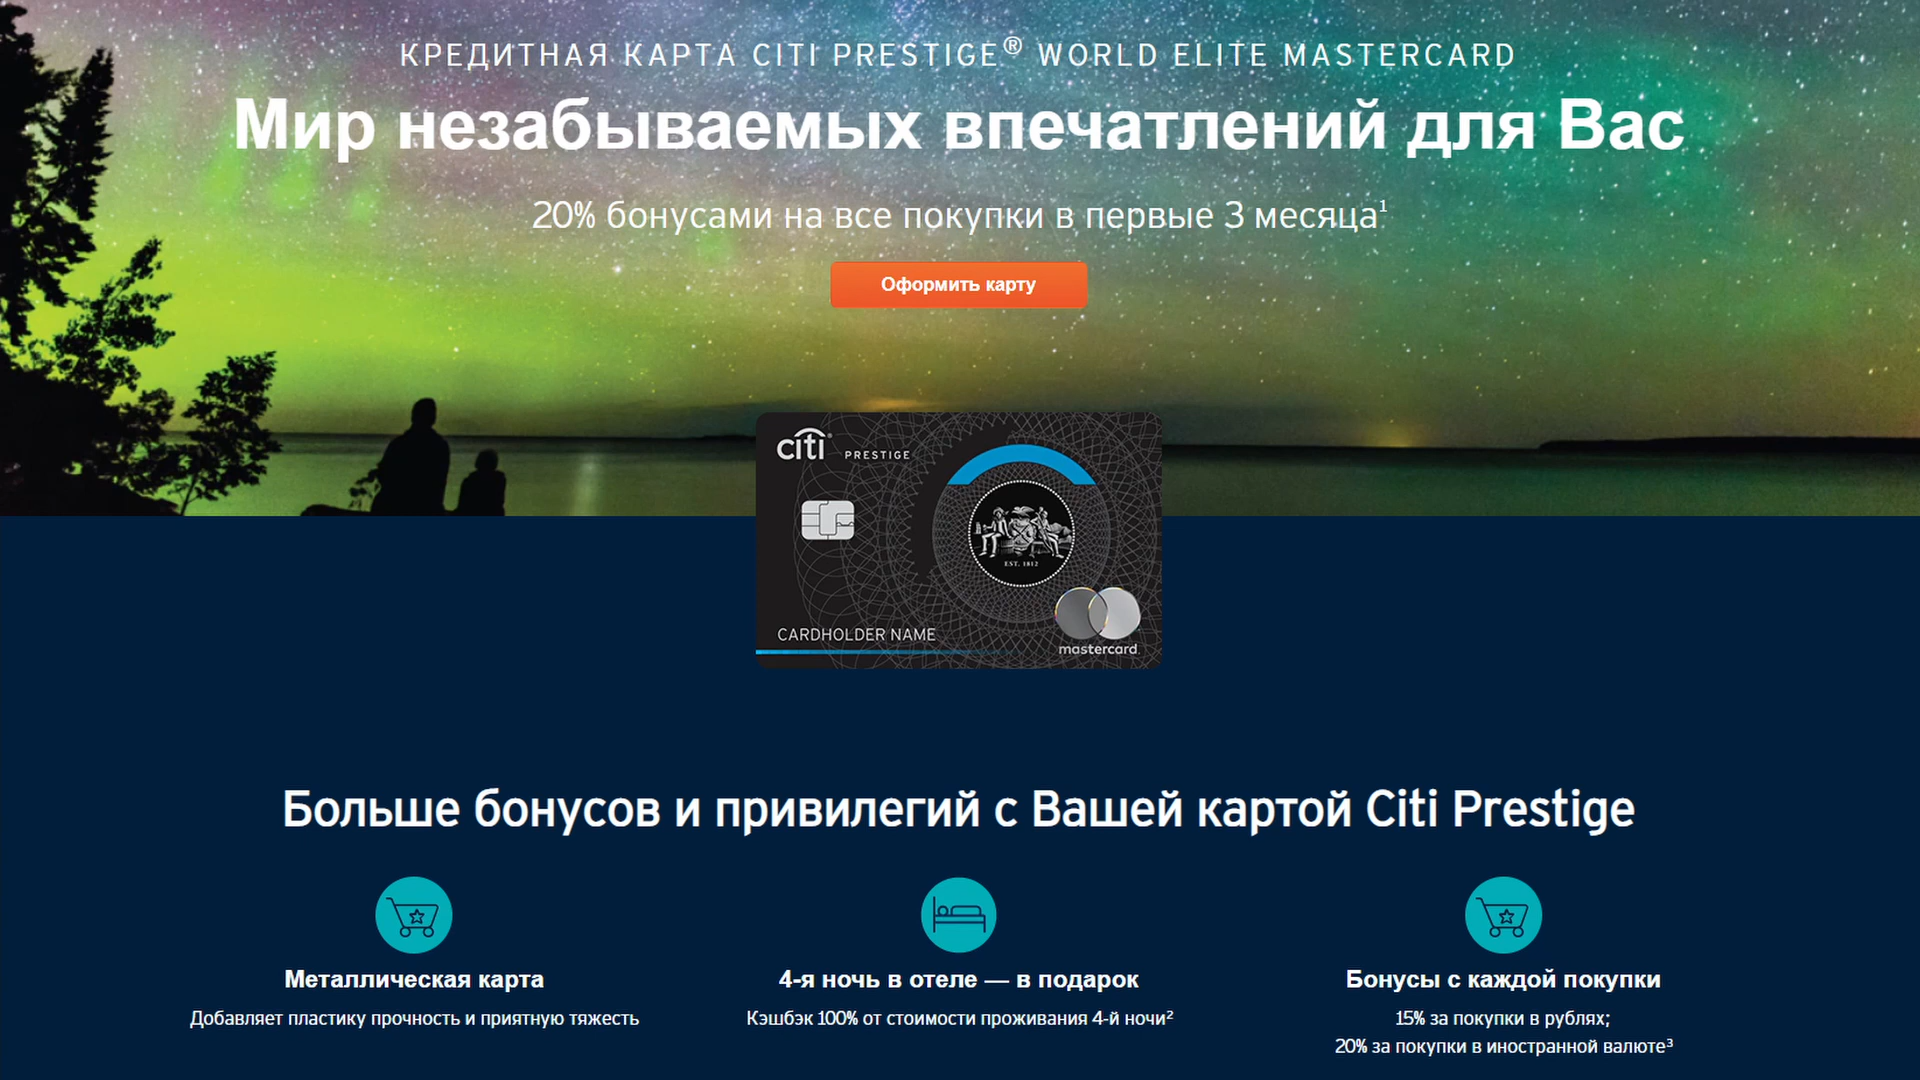 КРЕДИТНАЯ КАРТА CITI PRESTIGE® WORLD ELITE MASTERCARD
Мир незабываемых впечатлений для Вас
20% бонусами на все покупки в первые 3 месяца¹
Оформить карту
citi® PRESTIGE
EST. 1812
CARDHOLDER NAME
mastercard
Больше бонусов и привилегий с Вашей картой Citi Prestige
Металлическая карта
Добавляет пластику прочность и приятную тяжесть
4-я ночь в отеле — в подарок
Кэшбэк 100% от стоимости проживания 4-й ночи²
Бонусы с каждой покупки
15% за покупки в рублях;
20% за покупки в иностранной валюте³